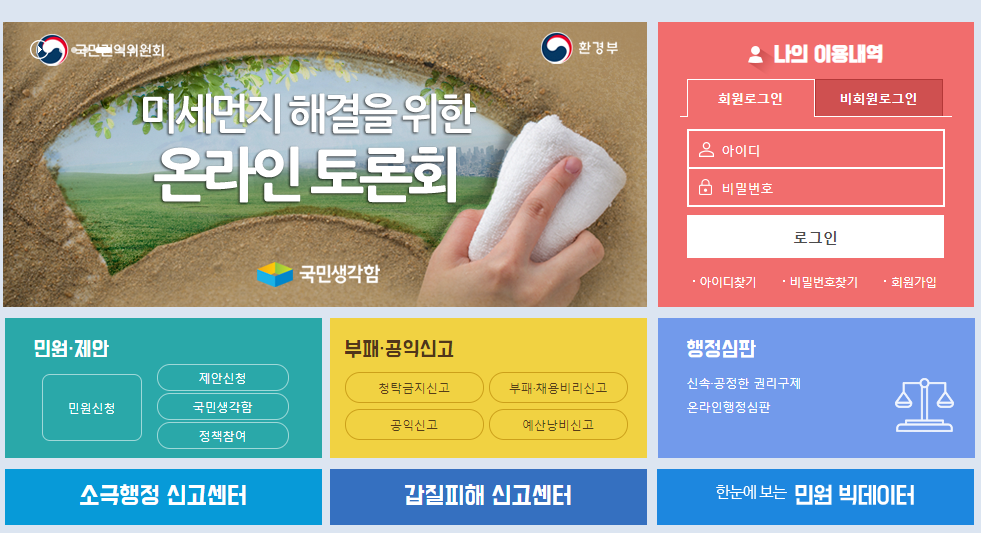 국민권익위원회
환경부
미세먼지 해결을 위한
온라인 토론회
국민생각함
나의 이용내역
회원로그인
비회원로그인
아이디
비밀번호
로그인
· 아이디찾기
· 비밀번호찾기
· 회원가입
민원·제안
민원신청
제안신청
국민생각함
정책참여
부패·공익신고
청탁금지신고
부패·채용비리신고
공익신고
예산낭비신고
행정심판
신속·공정한 권리구제
온라인행정심판
소극행정 신고센터
갑질피해 신고센터
한눈에 보는 민원 빅데이터